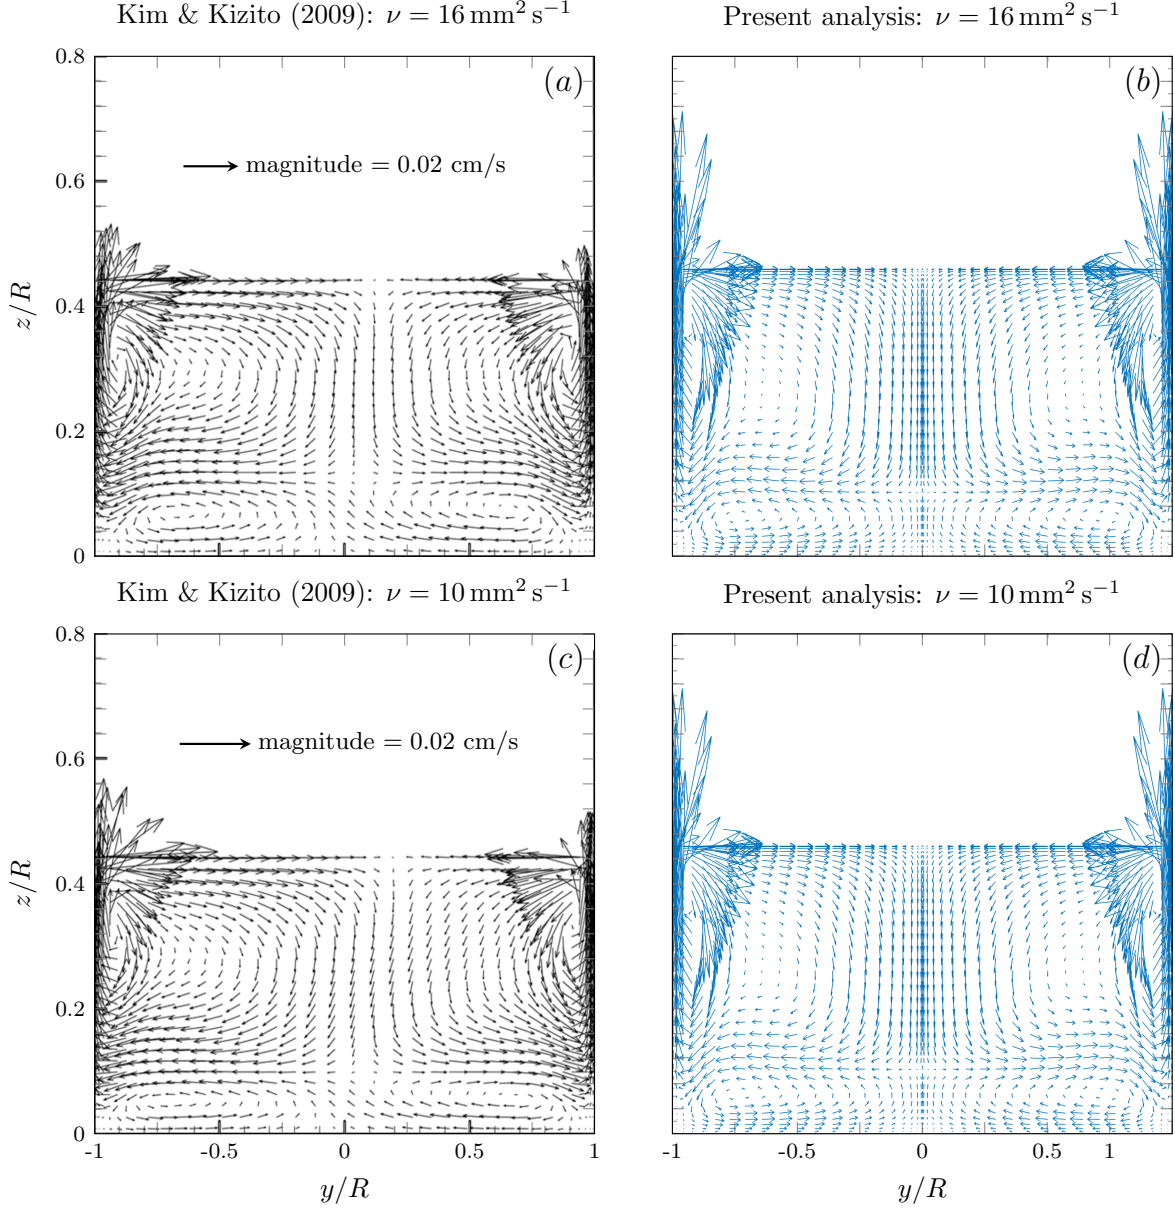 Kim & Kizito (2009): ν = 16 mm² s⁻¹
Present analysis: ν = 16 mm² s⁻¹
0.8
(a)
(b)
magnitude = 0.02 cm/s
0.6
z/R
0.4
0.2
0
Kim & Kizito (2009): ν = 10 mm² s⁻¹
Present analysis: ν = 10 mm² s⁻¹
0.8
(c)
(d)
magnitude = 0.02 cm/s
0.6
z/R
0.4
0.2
0
-1 -0.5 0 0.5 1
-1 -0.5 0 0.5 1
y/R
y/R